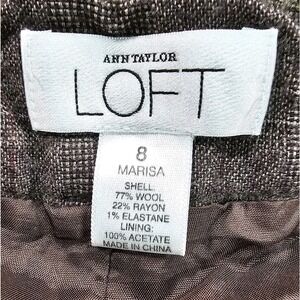 ANN TAYLOR
LOFT
8
MARISA
SHELL:
77% WOOL
22% RAYON
1% ELASTANE
LINING:
100% ACETATE
MADE IN CHINA